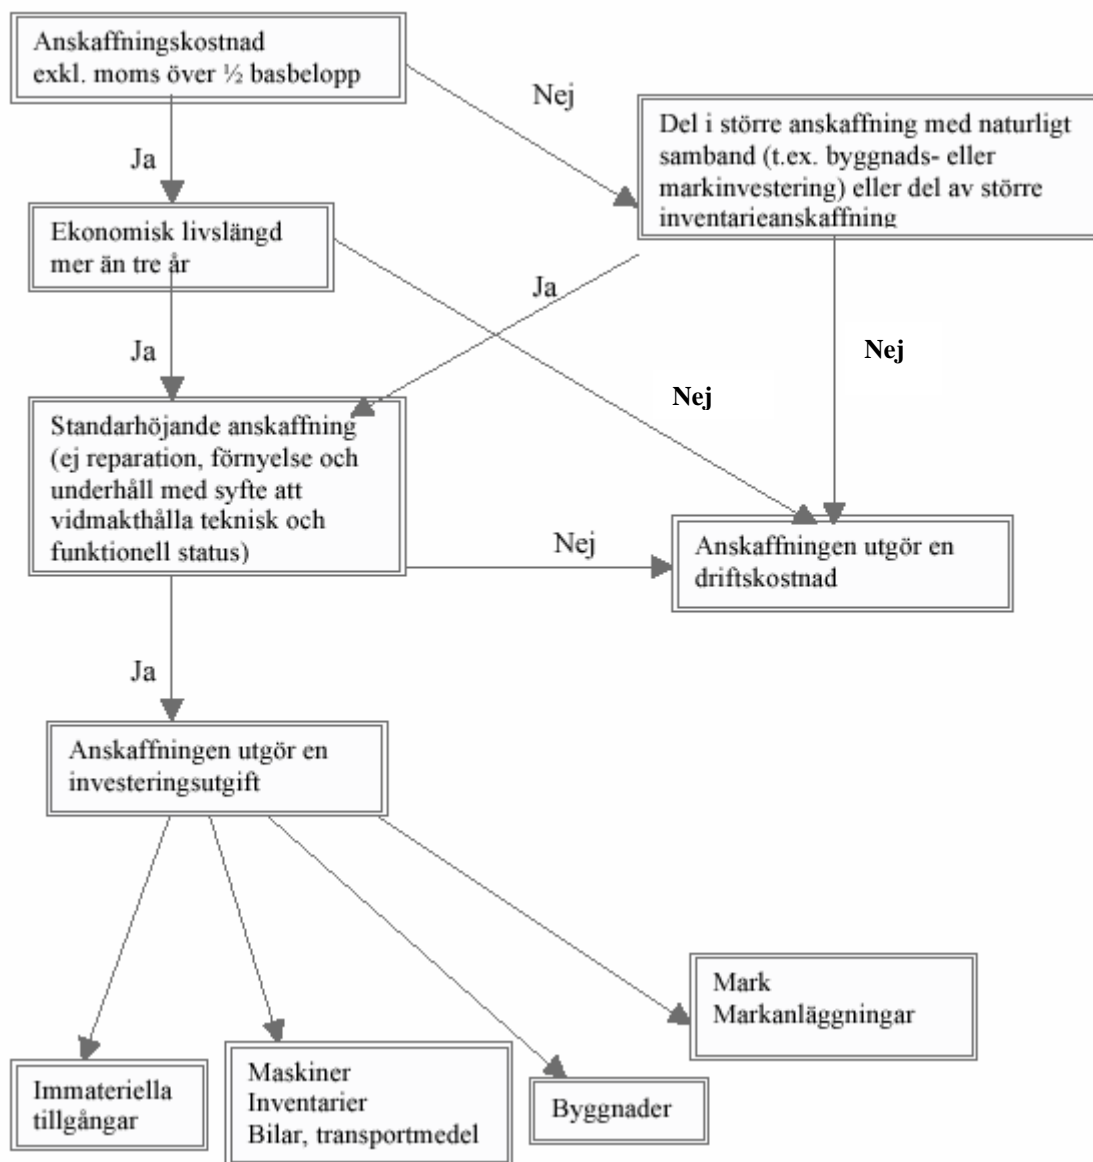 Anskaffningskostnad
exkl. moms över ½ basbelopp
Nej
Del i större anskaffning med naturligt
samband (t.ex. byggnads- eller
markinvestering) eller del av större
inventarieanskaffning
Ja
Ekonomisk livslängd
mer än tre år
Ja
Ja
Nej
Nej
Standarhöjande anskaffning
(ej reparation, förnyelse och
underhåll med syfte att
vidmakthålla teknisk och
funktionell status)
Nej
Anskaffningen utgör en
driftskostnad
Ja
Anskaffningen utgör en
investeringsutgift
Mark
Markanläggningar
Immateriella
tillgångar
Maskiner
Inventarier
Bilar, transportmedel
Byggnader